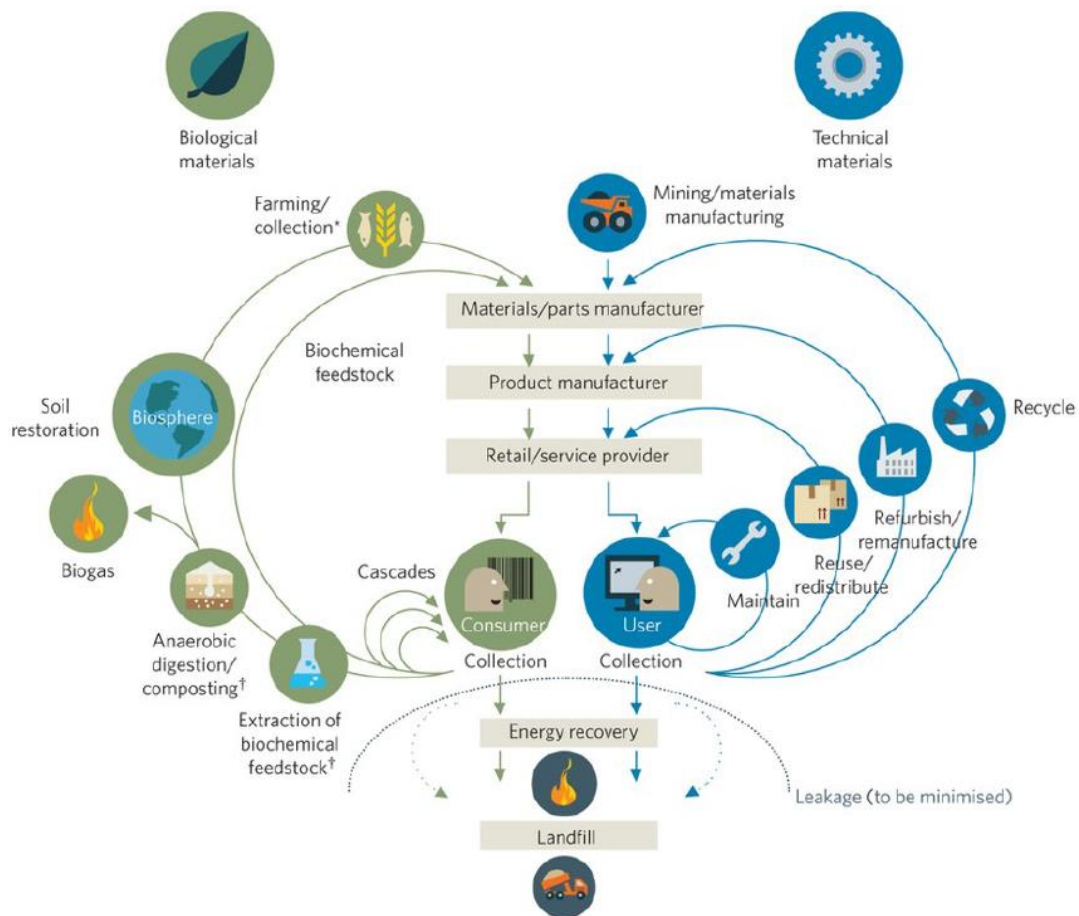 Biological
materials
Technical
materials
Farming/
collection*
Mining/materials
manufacturing
Materials/parts manufacturer
Biochemical
feedstock
Product manufacturer
Soil
restoration
Biosphere
Recycle
Retail/service provider
Biogas
Refurbish/
remanufacture
Reuse/
redistribute
Cascades
Maintain
Consumer
User
Collection
Collection
Anaerobic
digestion/
composting†
Extraction of
biochemical
feedstock†
Energy recovery
Leakage (to be minimised)
Landfill